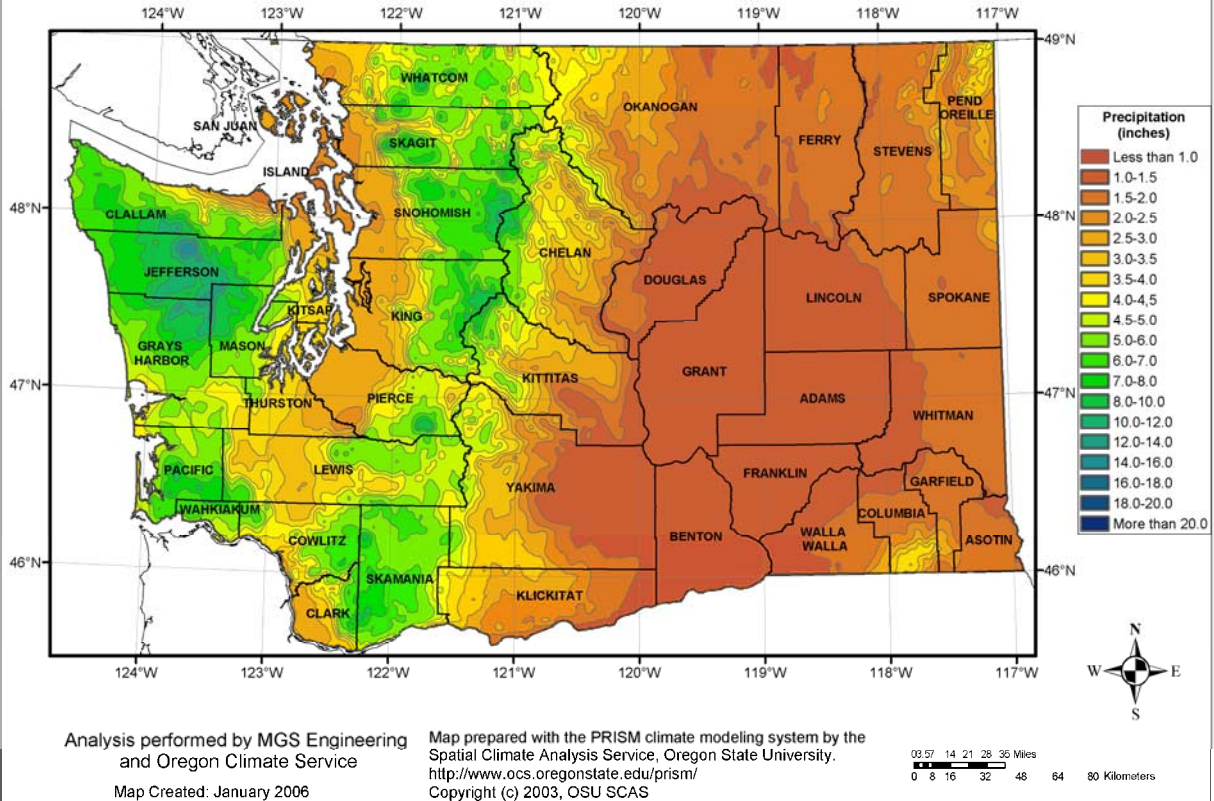 124°W 123°W 122°W 121°W 120°W 119°W 118°W 117°W
49°N
49°N
48°N
48°N
47°N
47°N
46°N
46°N
WHATCOM
SAN JUAN
SKAGIT
OKANOGAN
FERRY
STEVENS
PEND
OREILLE
ISLAND
CLALLAM
SNOHOMISH
CHELAN
JEFFERSON
DOUGLAS
LINCOLN
SPOKANE
KITSAP
KING
GRAYS
HARBOR
MASON
KITTITAS
GRANT
ADAMS
WHITMAN
THURSTON
PIERCE
PACIFIC
LEWIS
YAKIMA
FRANKLIN
GARFIELD
COLUMBIA
WAHKIAKUM
COWLITZ
BENTON
WALLA
WALLA
ASOTIN
SKAMANIA
KLICKITAT
CLARK
124°W 123°W 122°W 121°W 120°W 119°W 118°W 117°W
Precipitation
(inches)
Less than 1.0
1.0-1.5
1.5-2.0
2.0-2.5
2.5-3.0
3.0-3.5
3.5-4.0
4.0-4.5
4.5-5.0
5.0-6.0
6.0-7.0
7.0-8.0
8.0-10.0
10.0-12.0
12.0-14.0
14.0-16.0
16.0-18.0
18.0-20.0
More than 20.0
N
W E
S
Analysis performed by MGS Engineering
and Oregon Climate Service
Map Created: January 2006
Map prepared with the PRISM climate modeling system by the
Spatial Climate Analysis Service, Oregon State University.
http://www.ocs.oregonstate.edu/prism/
Copyright (c) 2003, OSU SCAS
03.57 14 21 28 35 Miles
0 8 16 32 48 64 80 Kilometers